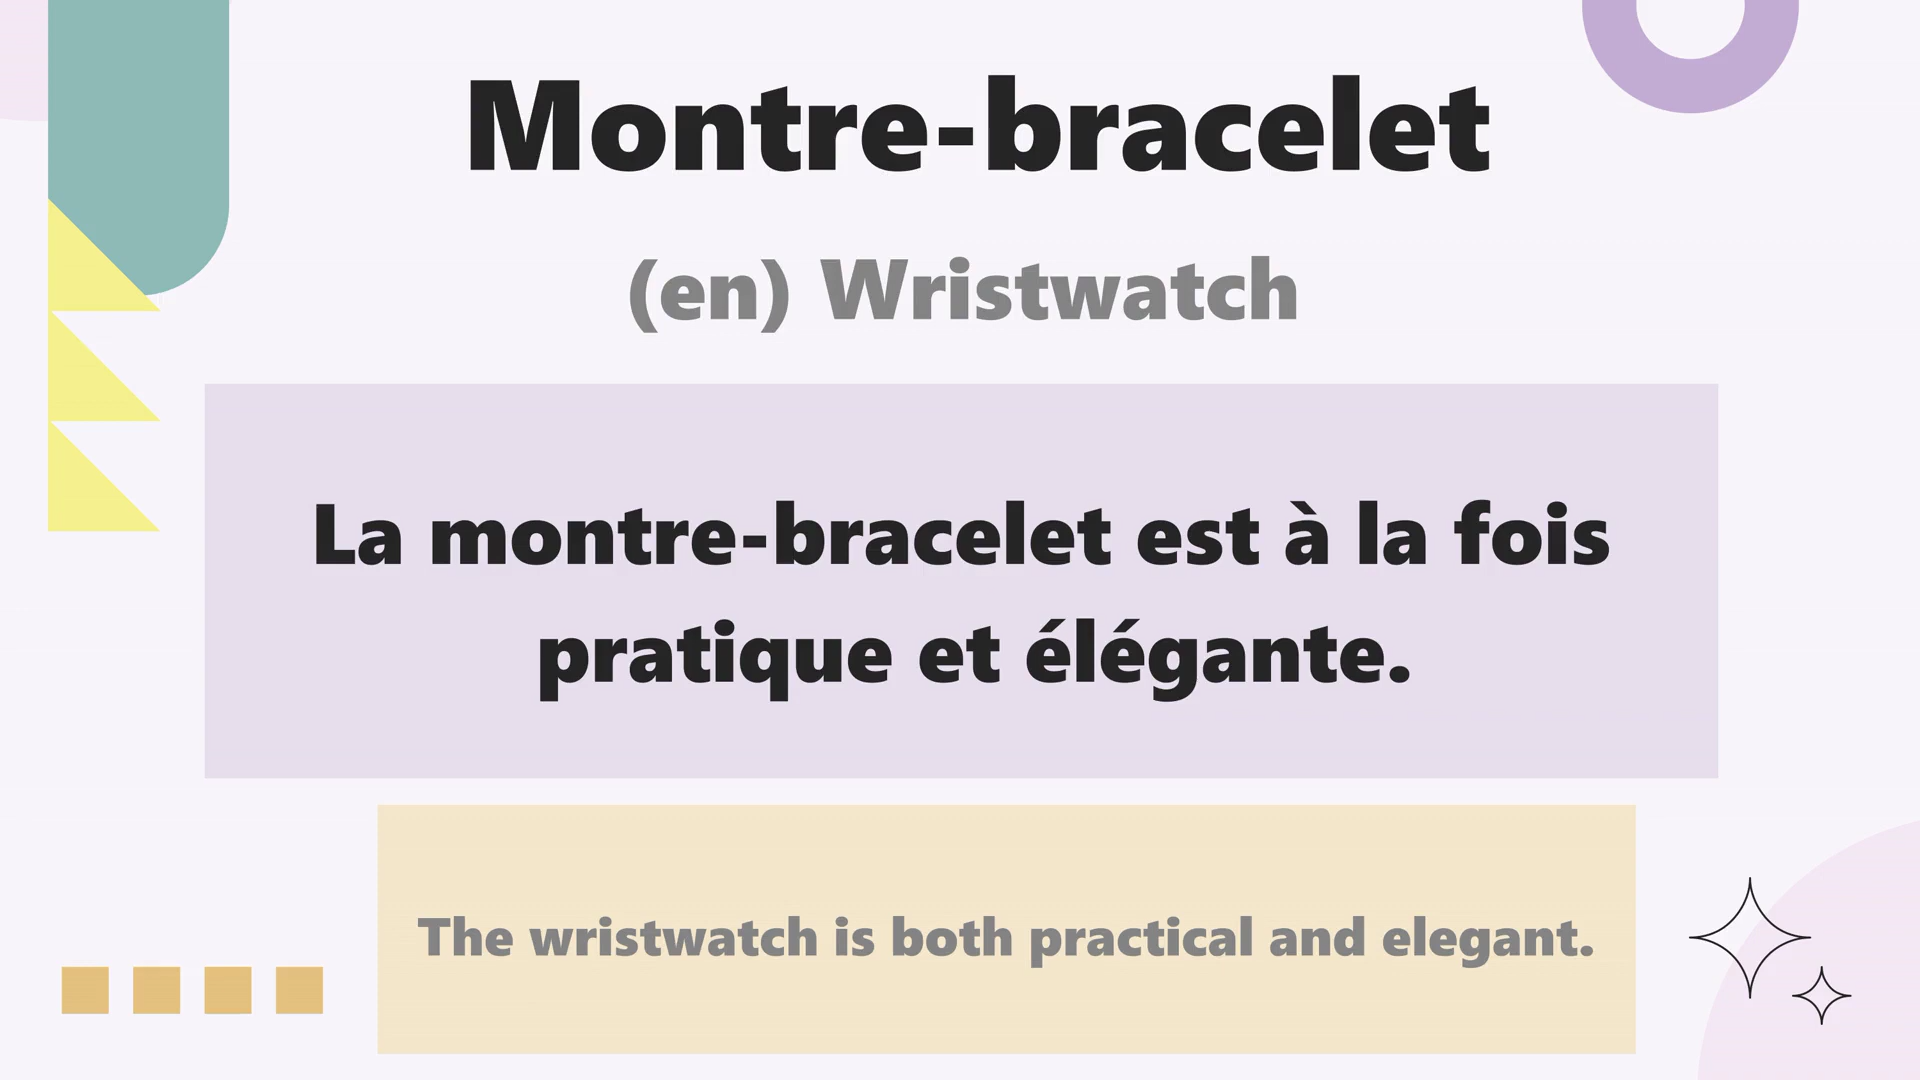 Montre-bracelet
(en) Wristwatch
La montre-bracelet est à la fois
pratique et élégante.
The wristwatch is both practical and elegant.